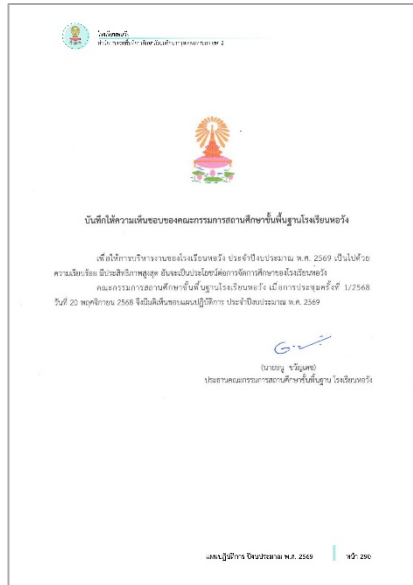 โรงเรียนหอวัง
บันทึกให้ความเห็นชอบของคณะกรรมการสถานศึกษาขั้นพื้นฐานโรงเรียนหอวัง
เพื่อให้การบริหารงานของโรงเรียนหอวัง ประจำปีงบประมาณ พ.ศ. 2569 เป็นไปด้วย
ความเรียบร้อย มีประสิทธิภาพสูงสุด อันจะเป็นประโยชน์ต่อการจัดการศึกษาของโรงเรียนหอวัง
คณะกรรมการสถานศึกษาขั้นพื้นฐานโรงเรียนหอวัง เมื่อการประชุมครั้งที่ 1/2568
วันที่ 20 พฤศจิกายน 2568 จึงมีมติเห็นชอบแผนปฏิบัติการ ประจำปีงบประมาณ พ.ศ. 2569
ประธานคณะกรรมการสถานศึกษาขั้นพื้นฐาน โรงเรียนหอวัง
แผนปฏิบัติการ ปีงบประมาณ พ.ศ. 2569 หน้า 290